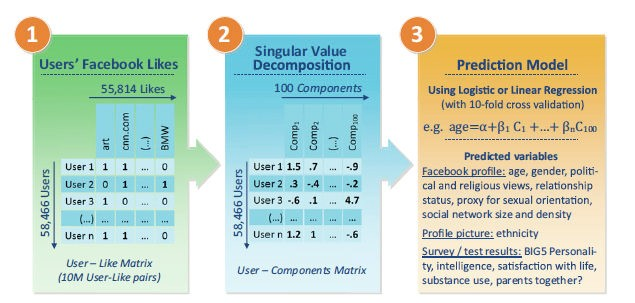 1
Users' Facebook Likes
55,814 Likes
58,466 Users
art cnn.com (...) BMW
User 1 1 1 ... 0
User 2 0 1 ... 1
User 3 1 0 ... 0
(...) ... ... ... ...
User n 1 1 ... 0
User – Like Matrix
(10M User-Like pairs)
2
Singular Value
Decomposition
100 Components
58,466 Users
Comp1 Comp2 ... Comp100
User 1 1.5 .7 ... -.9
User 2 .3 -.4 ... -.2
User 3 -.6 .1 ... 4.7
(...) ... ... ... ...
User n 1.2 1 ... -.6
User – Components Matrix
3
Prediction Model
Using Logistic or Linear Regression
(with 10-fold cross validation)
e.g. age=α+β1 C1 +...+ βnC100
Predicted variables
Facebook profile: age, gender, politi-
cal and religious views, relationship
status, proxy for sexual orientation,
social network size and density
Profile picture: ethnicity
Survey / test results: BIG5 Personali-
ty, intelligence, satisfaction with life,
substance use, parents together?